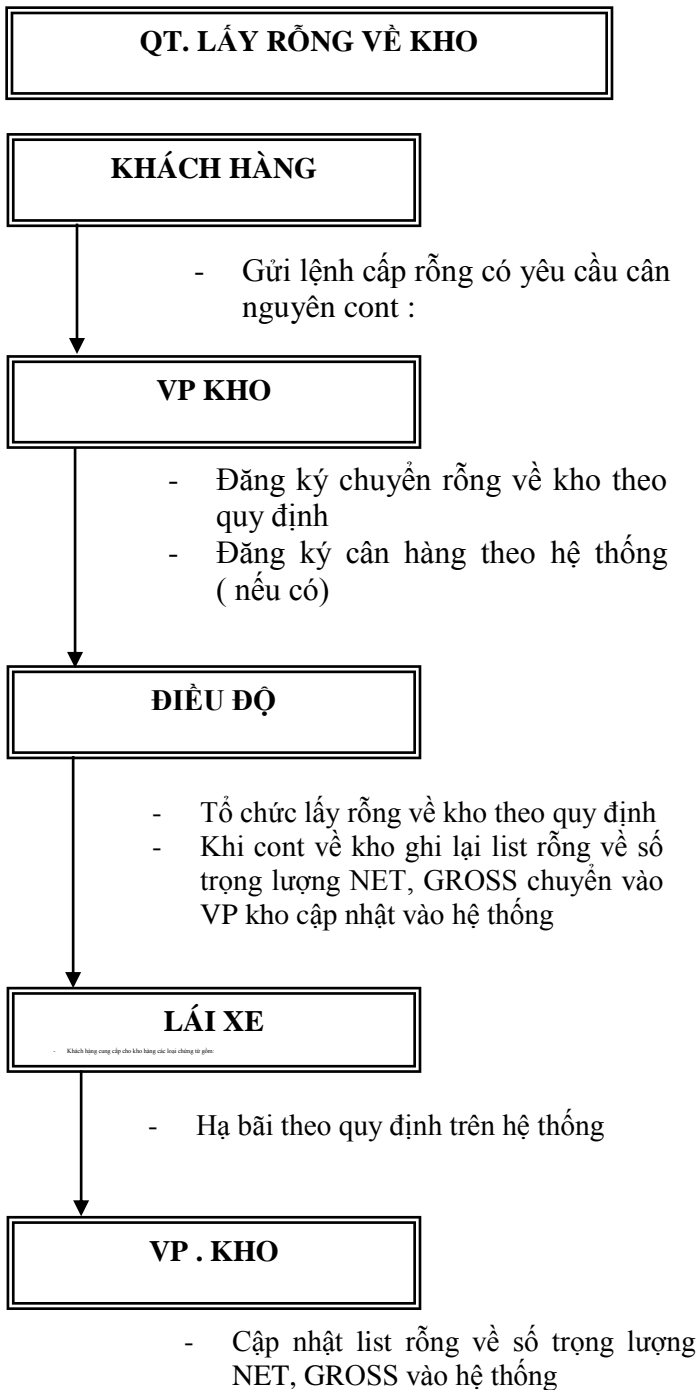 QT. LẤY RỖNG VỀ KHO
KHÁCH HÀNG
- Gửi lệnh cấp rỗng có yêu cầu cân
nguyên cont :
VP KHO
- Đăng ký chuyển rỗng về kho theo
quy định
- Đăng ký cân hàng theo hệ thống
( nếu có)
ĐIỀU ĐỘ
- Tổ chức lấy rỗng về kho theo quy định
- Khi cont về kho ghi lại list rỗng về số
trọng lượng NET, GROSS chuyển vào
VP kho cập nhật vào hệ thống
LÁI XE
- Khách hàng cung cấp cho kho hàng các loại chứng từ gồm:
- Hạ bãi theo quy định trên hệ thống
VP . KHO
- Cập nhật list rỗng về số trọng lượng
NET, GROSS vào hệ thống